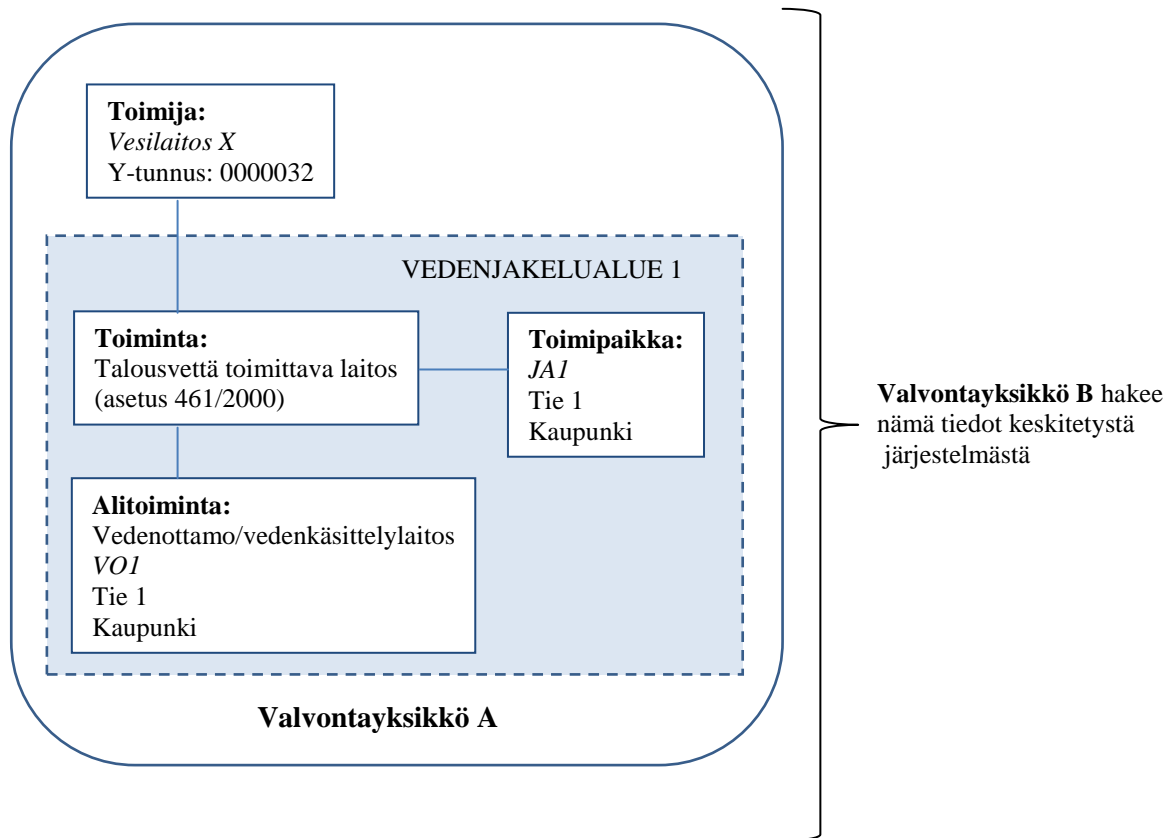 Toimija:
Vesilaitos X
Y-tunnus: 0000032
VEDENJAKELUALUE 1
Toiminta:
Talousvettä toimittava laitos
(asetus 461/2000)
Toimipaikka:
JA1
Tie 1
Kaupunki
Alitoiminta:
Vedenottamo/vedenkäsittelylaitos
VO1
Tie 1
Kaupunki
Valvontayksikkö A
Valvontayksikkö B hakee
nämä tiedot keskitetystä
järjestelmästä